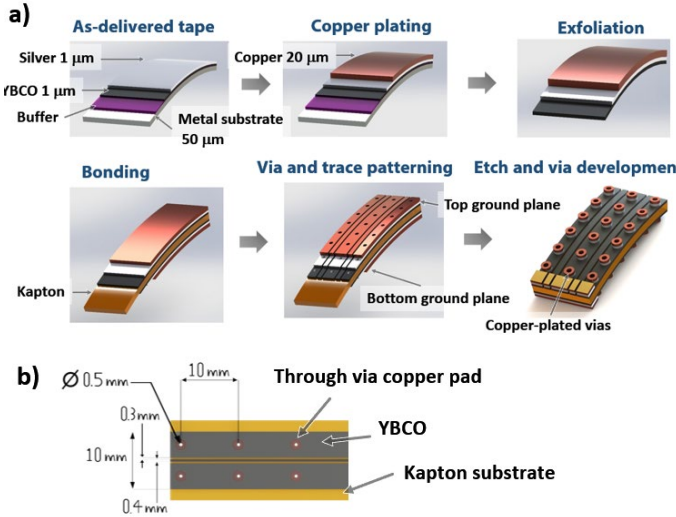 a)
As-delivered tape
Copper plating
Exfoliation
Silver 1 μm
YBCO 1 μm
Buffer
Metal substrate
50 μm
Copper 20 μm
Bonding
Via and trace patterning
Etch and via developmen
Kapton
Top ground plane
Bottom ground plane
Copper-plated vias
b)
Ø 0.5 mm
10 mm
0.3 mm
10 mm
0.4 mm
Through via copper pad
YBCO
Kapton substrate